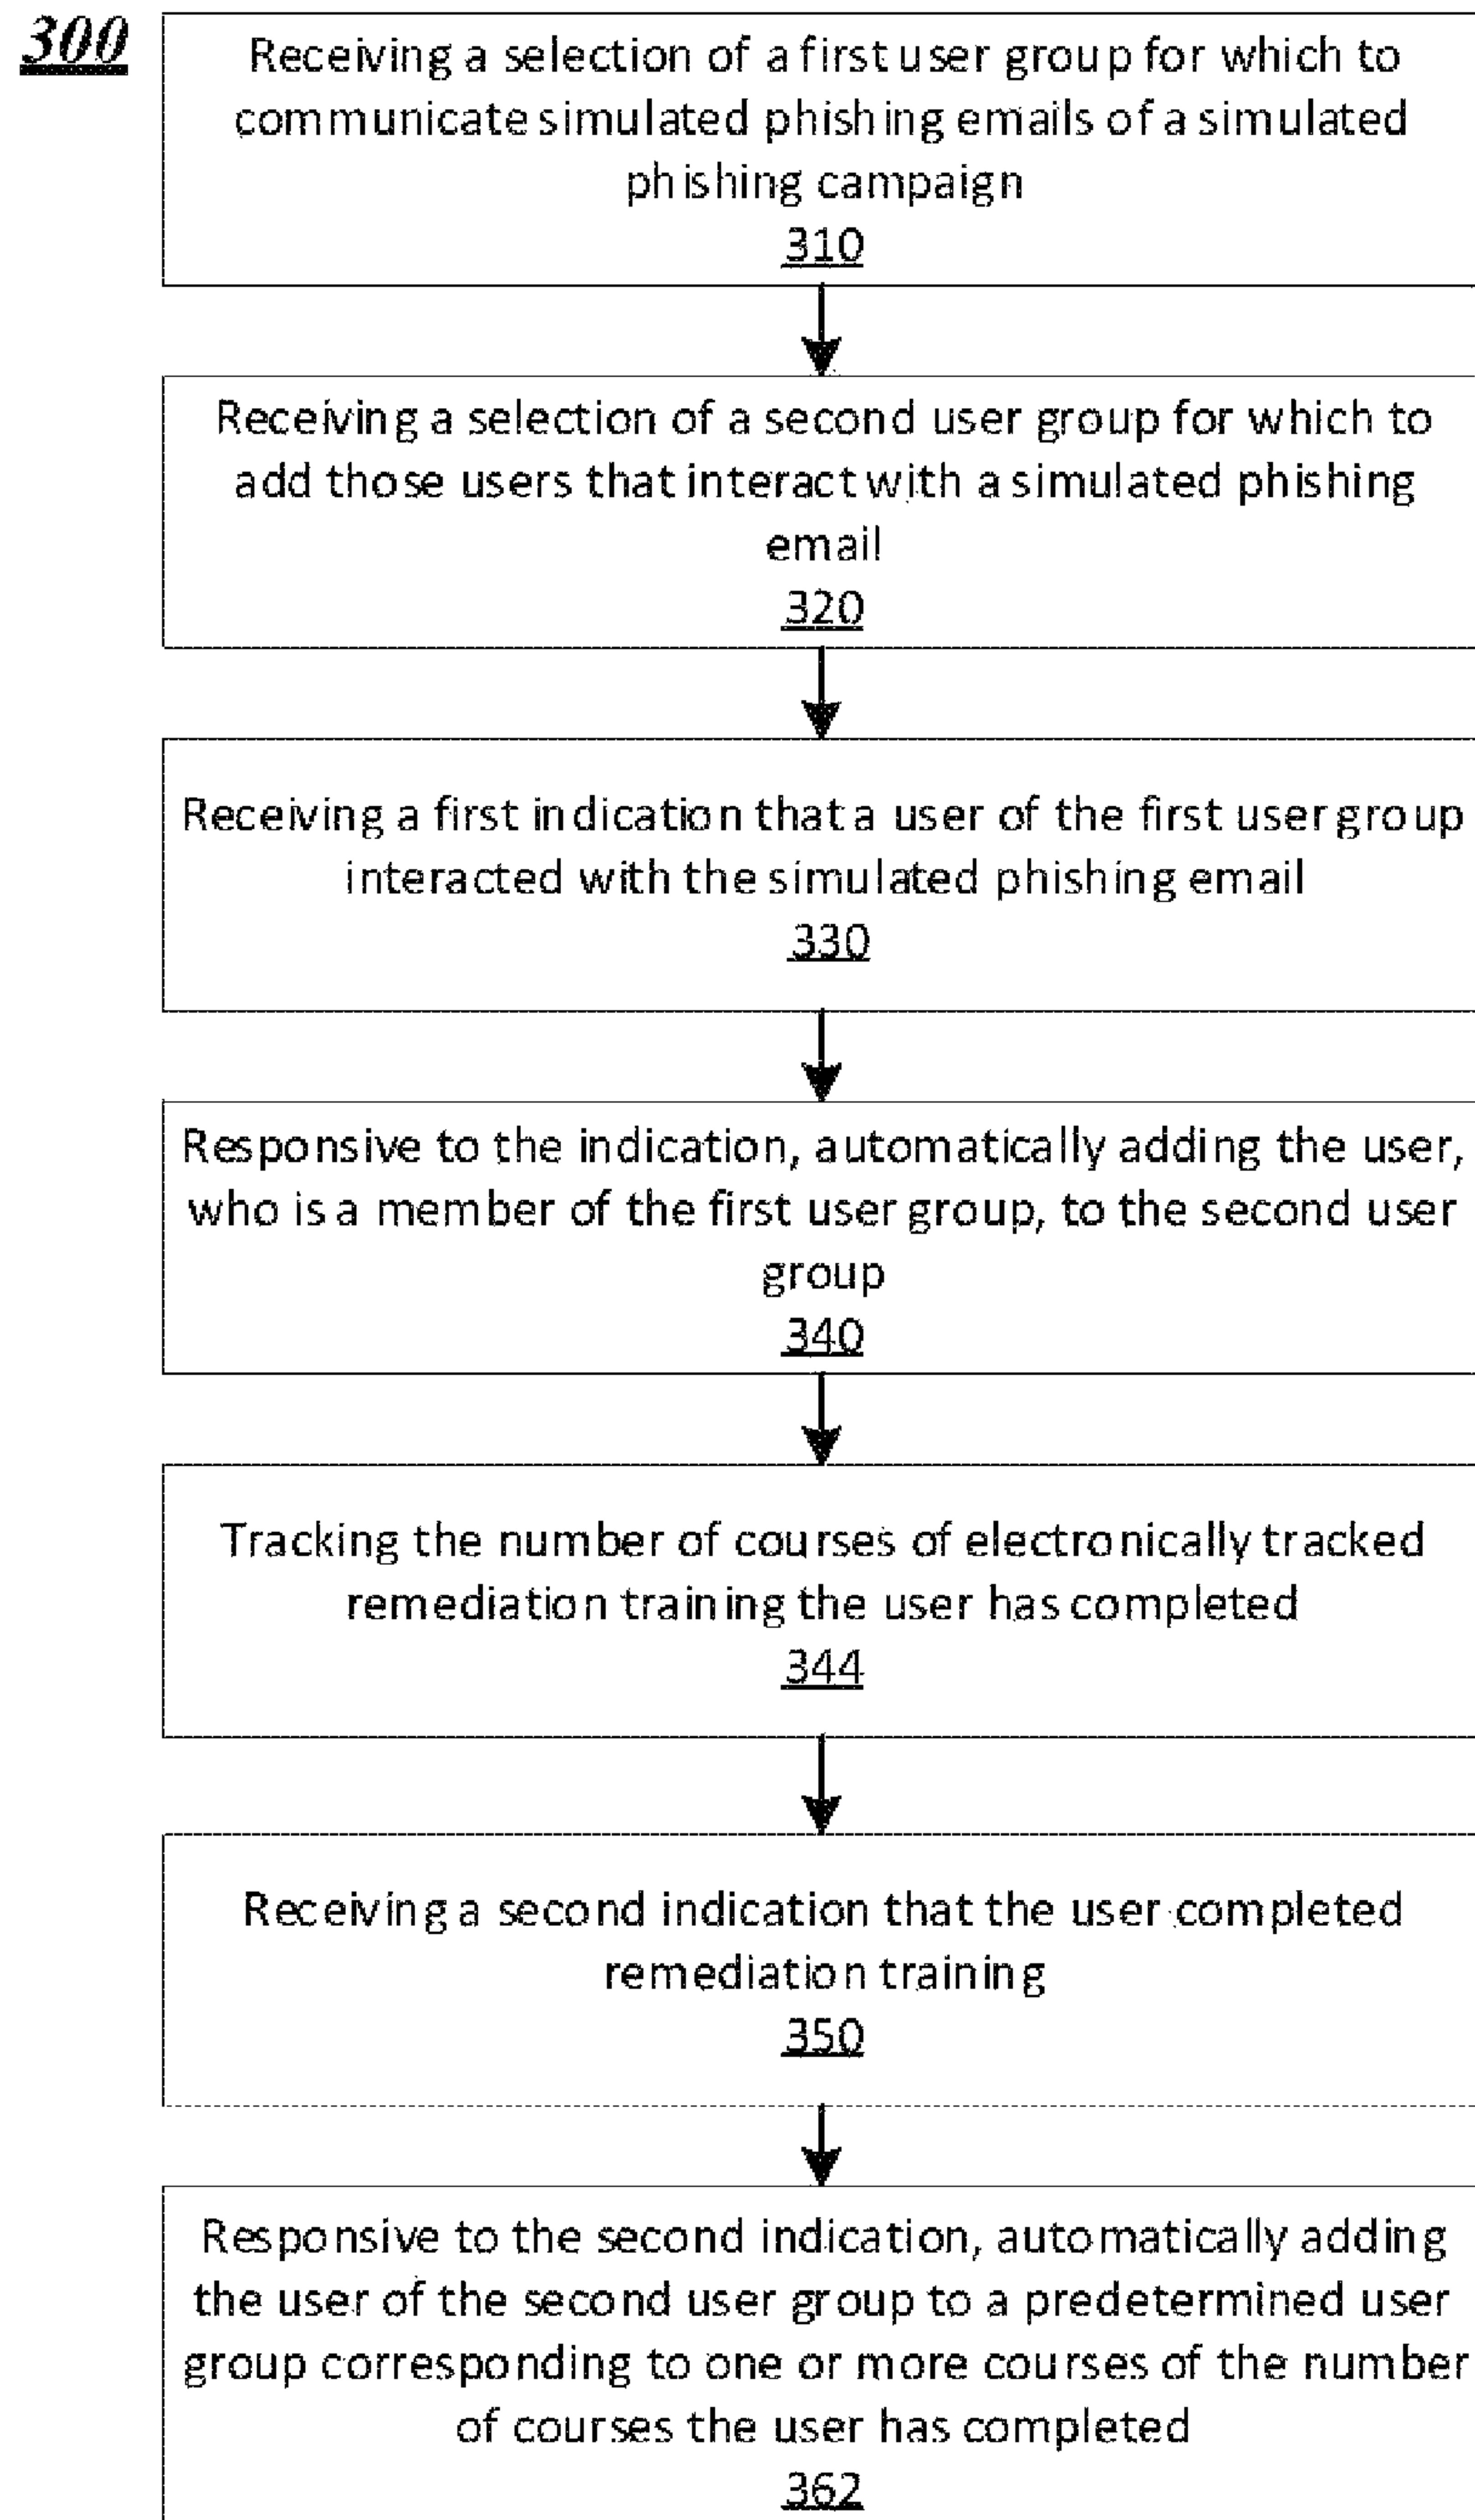 300
Receiving a selection of a first user group for which to
communicate simulated phishing emails of a simulated
phishing campaign
310
Receiving a selection of a second user group for which to
add those users that interact with a simulated phishing
email
320
Receiving a first indication that a user of the first user group
interacted with the simulated phishing email
330
Responsive to the indication, automatically adding the user,
who is a member of the first user group, to the second user
group
340
Tracking the number of courses of electronically tracked
remediation training the user has completed
344
Receiving a second indication that the user completed
remediation training
350
Responsive to the second indication, automatically adding
the user of the second user group to a predetermined user
group corresponding to one or more courses of the number
of courses the user has completed
362